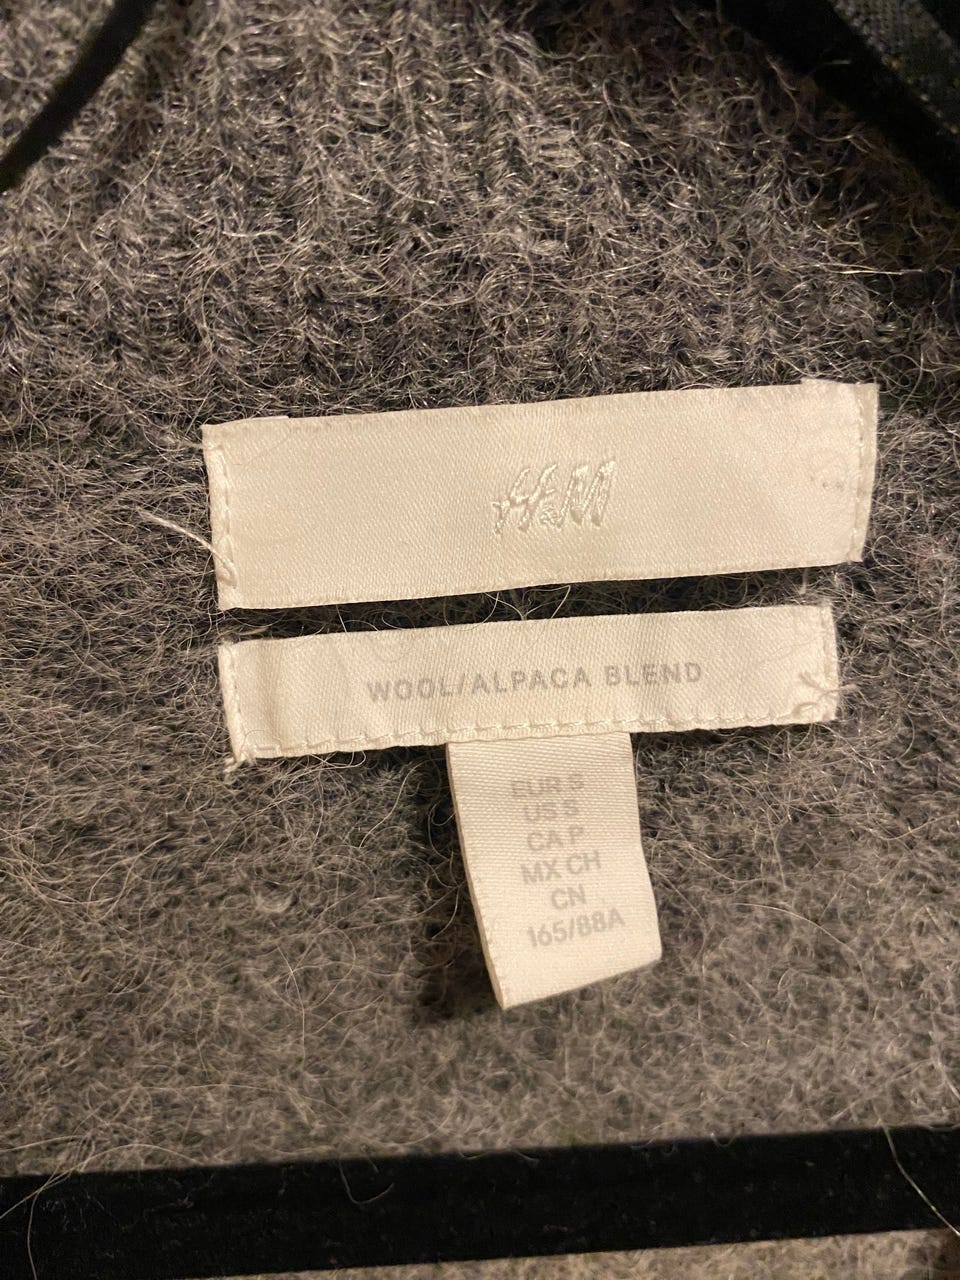 H&M
WOOL/ALPACA BLEND
EUR S
US S
CA P
MX CH
CN
165/88A